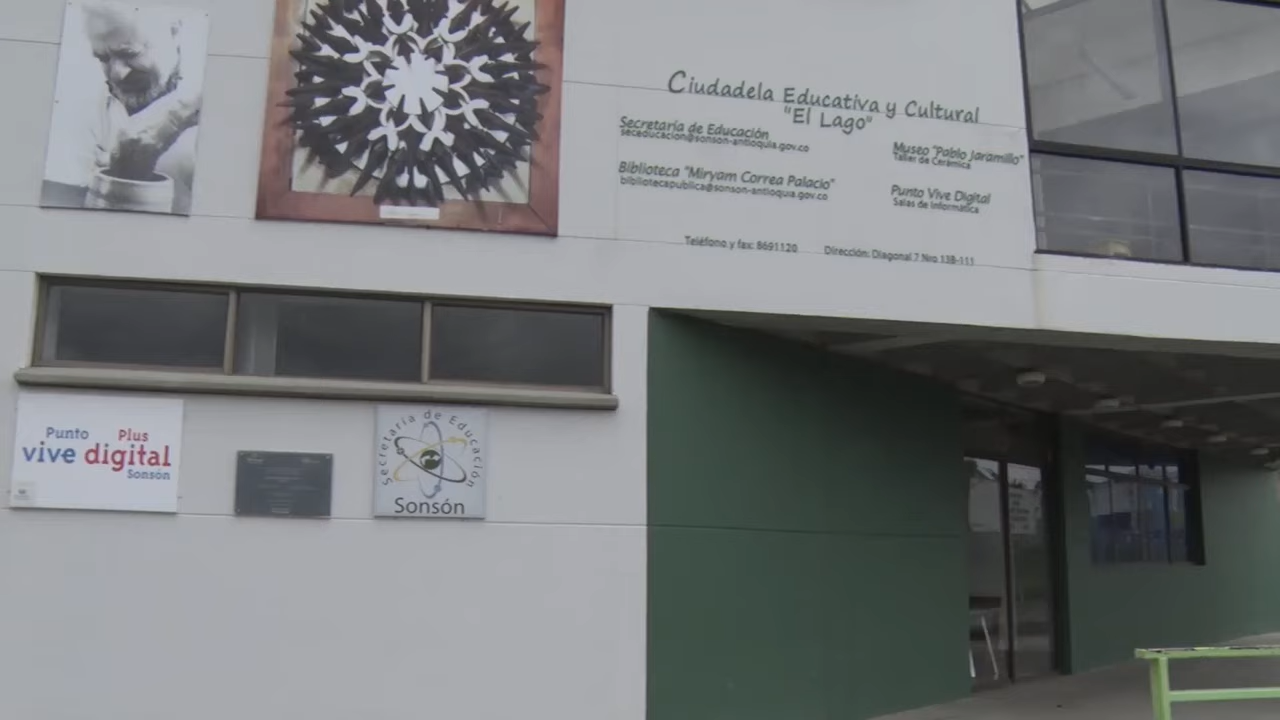 Ciudadela Educativa y Cultural
"El Lago"
Secretaría de Educación
seceducacion@sonson-antioquia.gov.co
Museo "Pablo Jaramillo"
Taller de Cerámica
Biblioteca "Miryam Correa Palacio"
bibliotecapublica@sonson-antioquia.gov.co
Punto Vive Digital
Salas de Informática
Teléfono y fax: 8691120
Dirección: Diagonal 7 Nro 13B-111
Punto Plus
vive digital
Sonsón
Secretaría de Educación
Sonsón